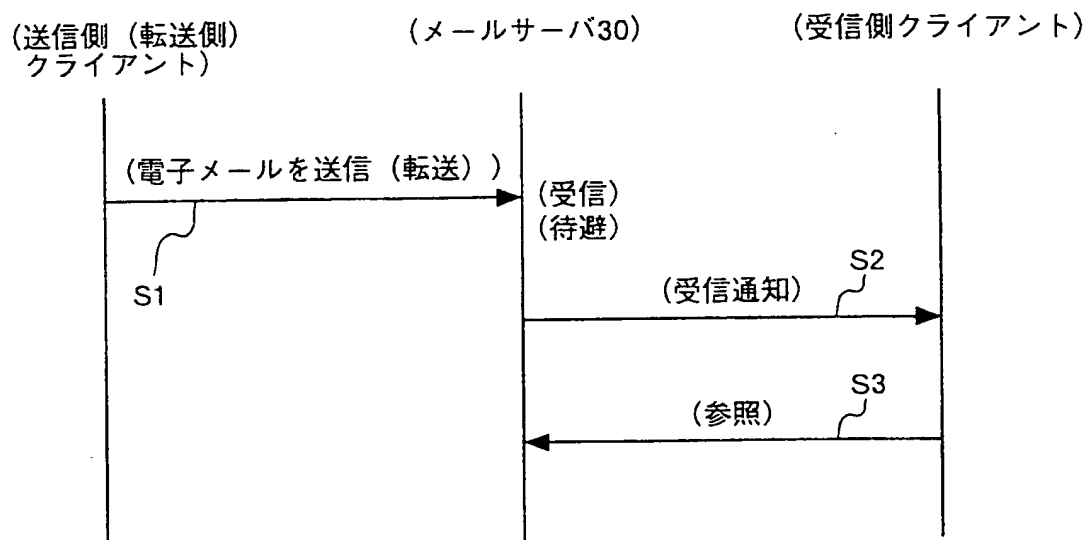 (送信側 (転送側)
クライアント)
(メールサーバ30)
(受信側クライアント)
(電子メールを送信 (転送) )
(受信)
(待避)
S1
S2
(受信通知)
S3
(参照)